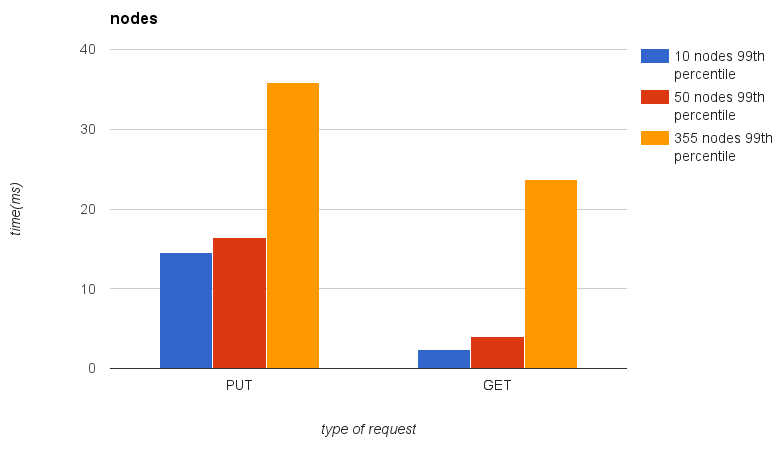 nodes
40
30
20
10
0
time(ms)
PUT
GET
type of request
10 nodes 99th
percentile
50 nodes 99th
percentile
355 nodes 99th
percentile